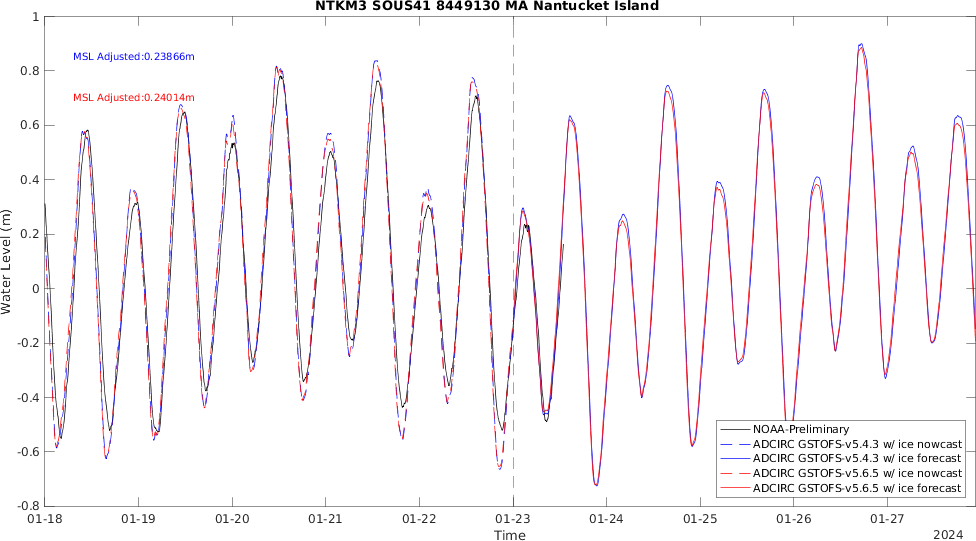 NTKM3 SOUS41 8449130 MA Nantucket Island
1
0.8
0.6
0.4
0.2
0
-0.2
-0.4
-0.6
-0.8
Water Level (m)
MSL Adjusted:0.23866m
MSL Adjusted:0.24014m
NOAA-Preliminary
ADCIRC GSTOFS-v5.4.3 w/ ice nowcast
ADCIRC GSTOFS-v5.4.3 w/ ice forecast
ADCIRC GSTOFS-v5.6.5 w/ ice nowcast
ADCIRC GSTOFS-v5.6.5 w/ ice forecast
01-18 01-19 01-20 01-21 01-22 01-23 01-24 01-25 01-26 01-27
Time
2024